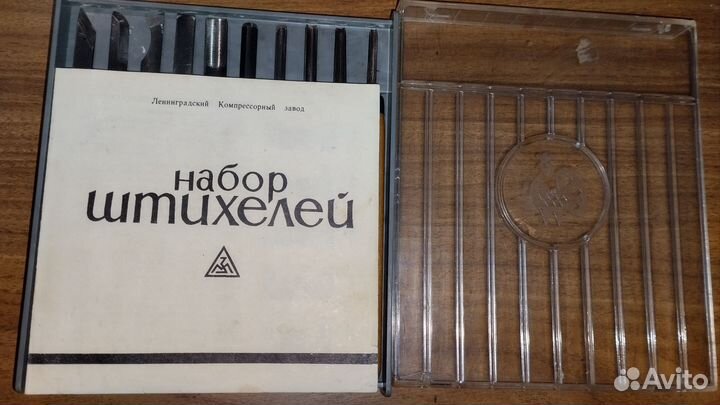 Ленинградский Компрессорный завод
набор
штихелей
Avito